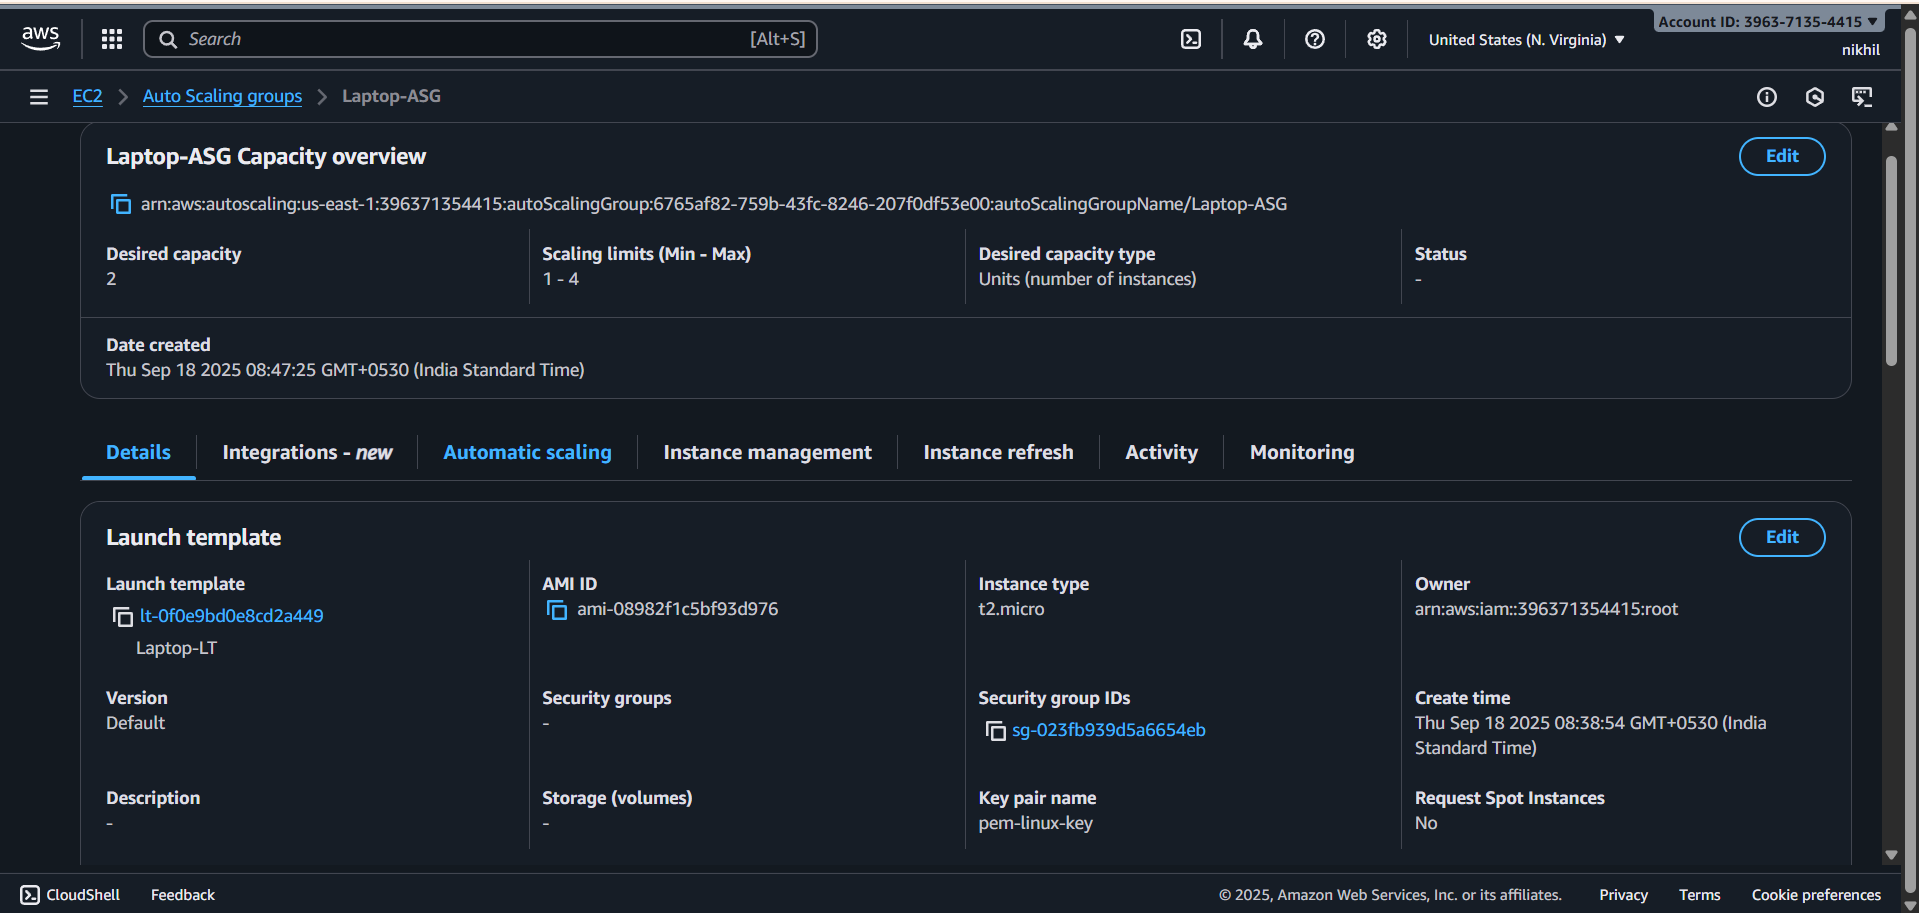 aws
Search [Alt+S]
United States (N. Virginia)
Account ID: 3963-7135-4415
nikhil
EC2 Auto Scaling groups Laptop-ASG
Laptop-ASG Capacity overview
Edit
arn:aws:autoscaling:us-east-1:396371354415:autoScalingGroup:6765af82-759b-43fc-8246-207f0df53e00:autoScalingGroupName/Laptop-ASG
Desired capacity
2
Scaling limits (Min - Max)
1 - 4
Desired capacity type
Units (number of instances)
Status
-
Date created
Thu Sep 18 2025 08:47:25 GMT+0530 (India Standard Time)
Details
Integrations - new
Automatic scaling
Instance management
Instance refresh
Activity
Monitoring
Launch template
Edit
Launch template
lt-0f0e9bd0e8cd2a449
Laptop-LT
AMI ID
ami-08982f1c5bf93d976
Instance type
t2.micro
Owner
arn:aws:iam::396371354415:root
Version
Default
Security groups
-
Security group IDs
sg-023fb939d5a6654eb
Create time
Thu Sep 18 2025 08:38:54 GMT+0530 (India
Standard Time)
Description
-
Storage (volumes)
-
Key pair name
pem-linux-key
Request Spot Instances
No
CloudShell
Feedback
© 2025, Amazon Web Services, Inc. or its affiliates.
Privacy
Terms
Cookie preferences